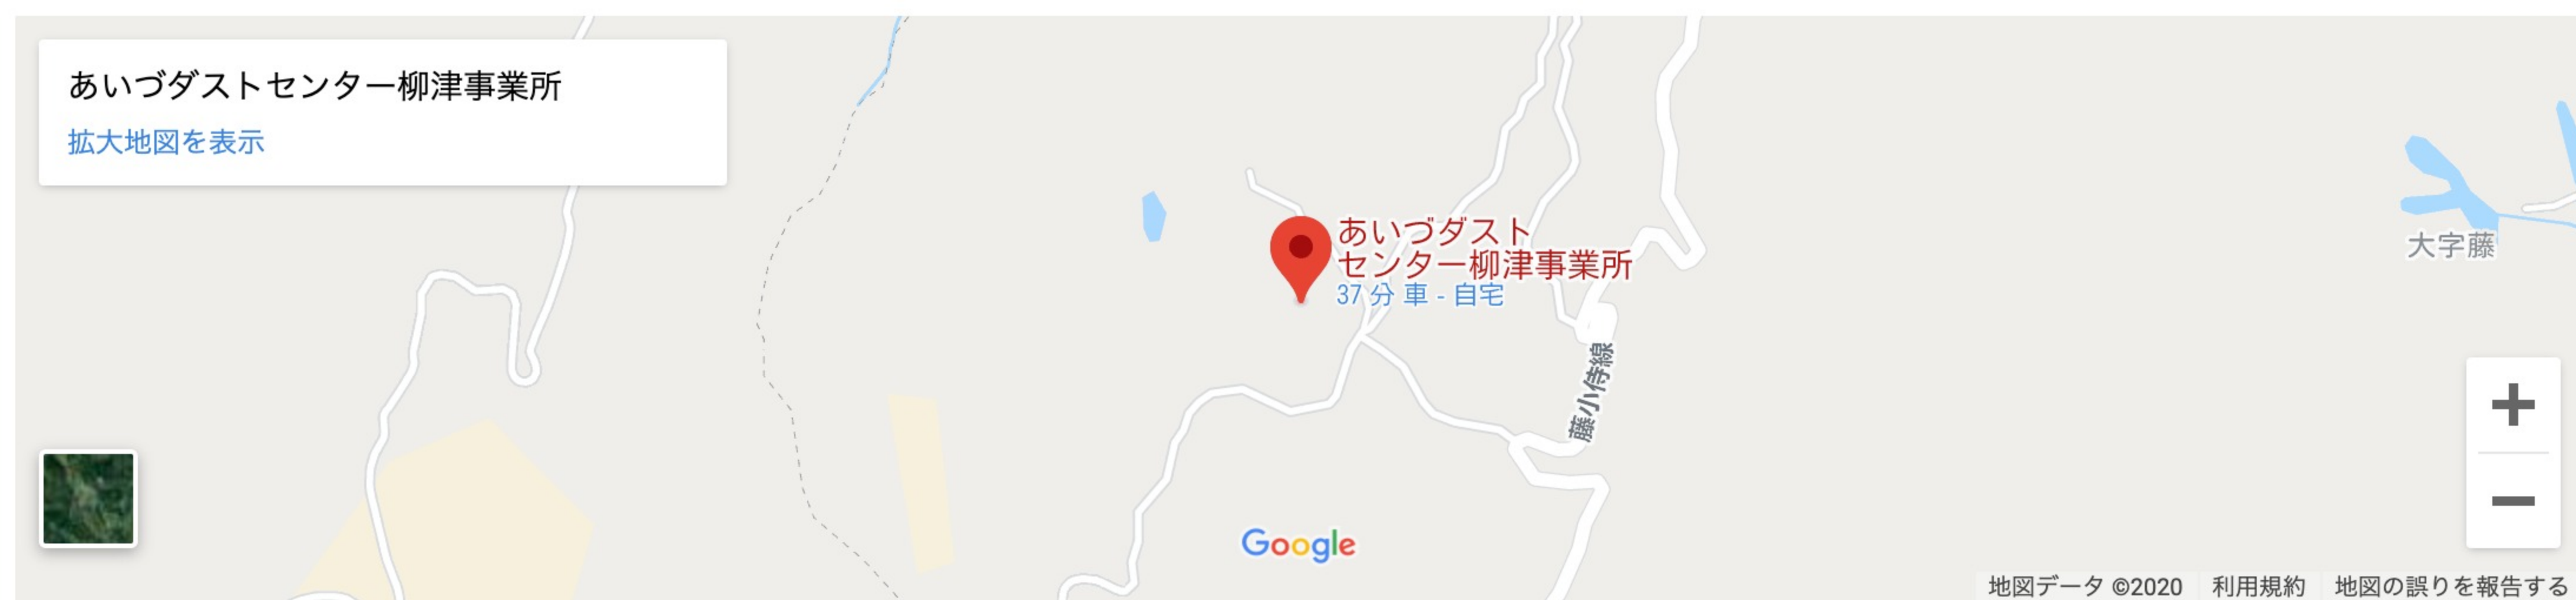 あいづダストセンター柳津事業所
拡大地図を表示
あいづダスト
センター柳津事業所
37 分 車 - 自宅
大字藤
藤小侍線
Google
地図データ ©2020 利用規約 地図の誤りを報告する